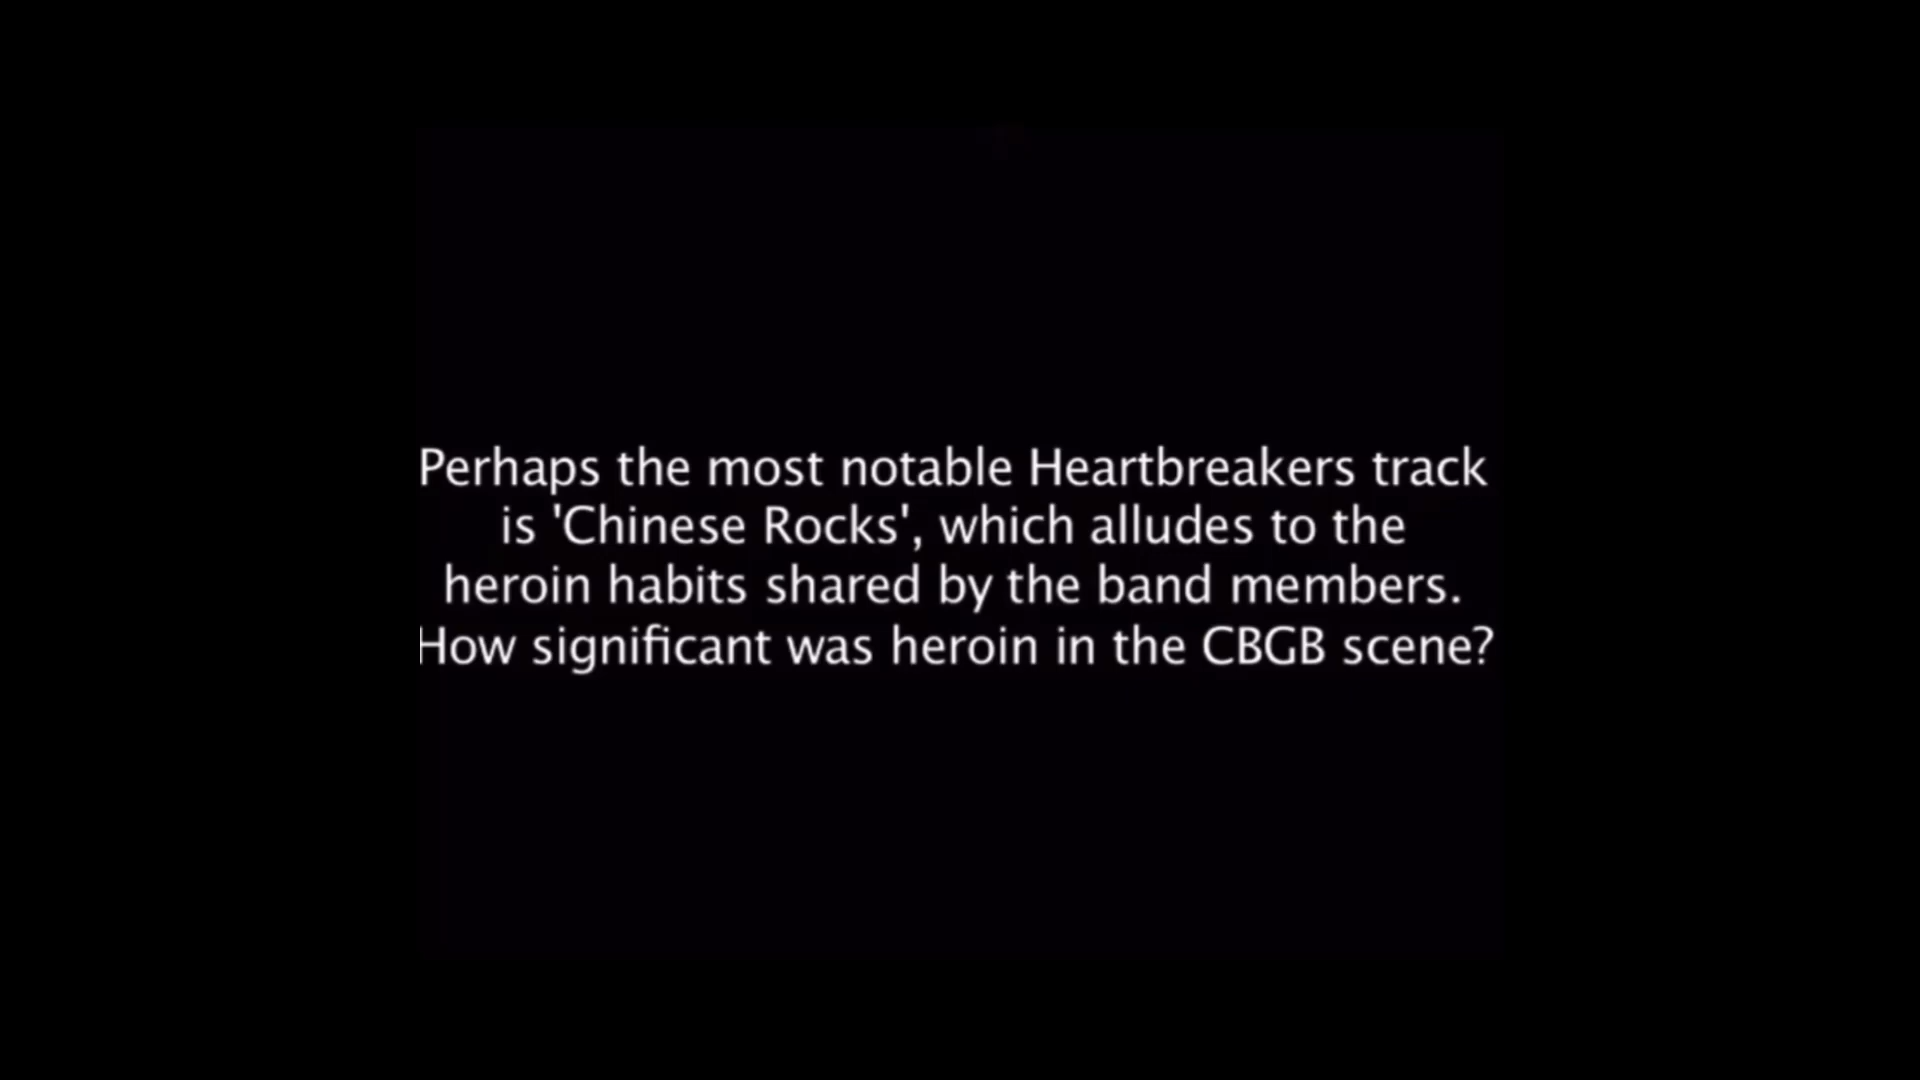 Perhaps the most notable Heartbreakers track
is 'Chinese Rocks', which alludes to the
heroin habits shared by the band members.
How significant was heroin in the CBGB scene?